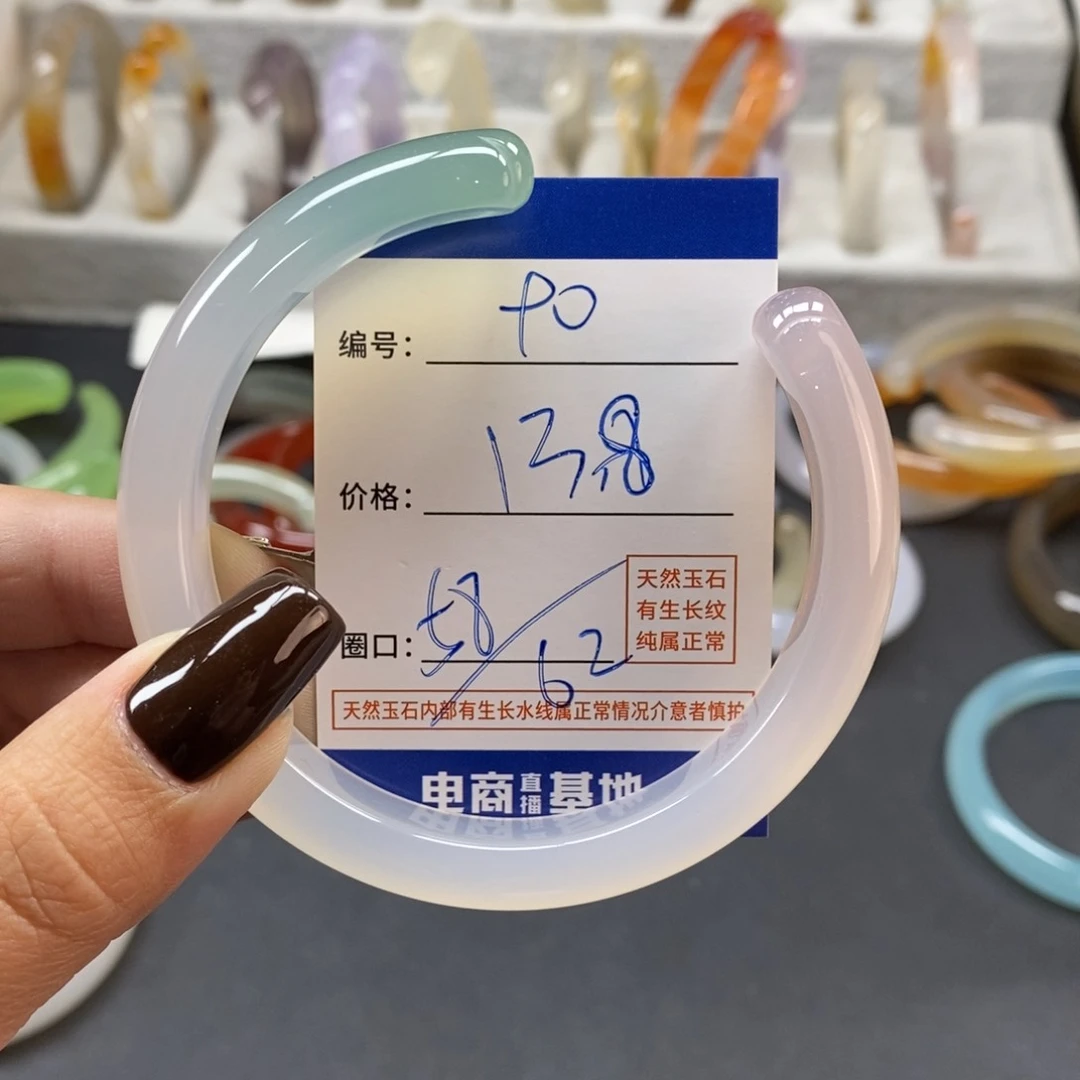 编号：
价格：
圈口：58/62
天然玉石
有生长纹
纯属正常
天然玉石内部有生长水线属正常情况介意者慎拍
电商直播基地